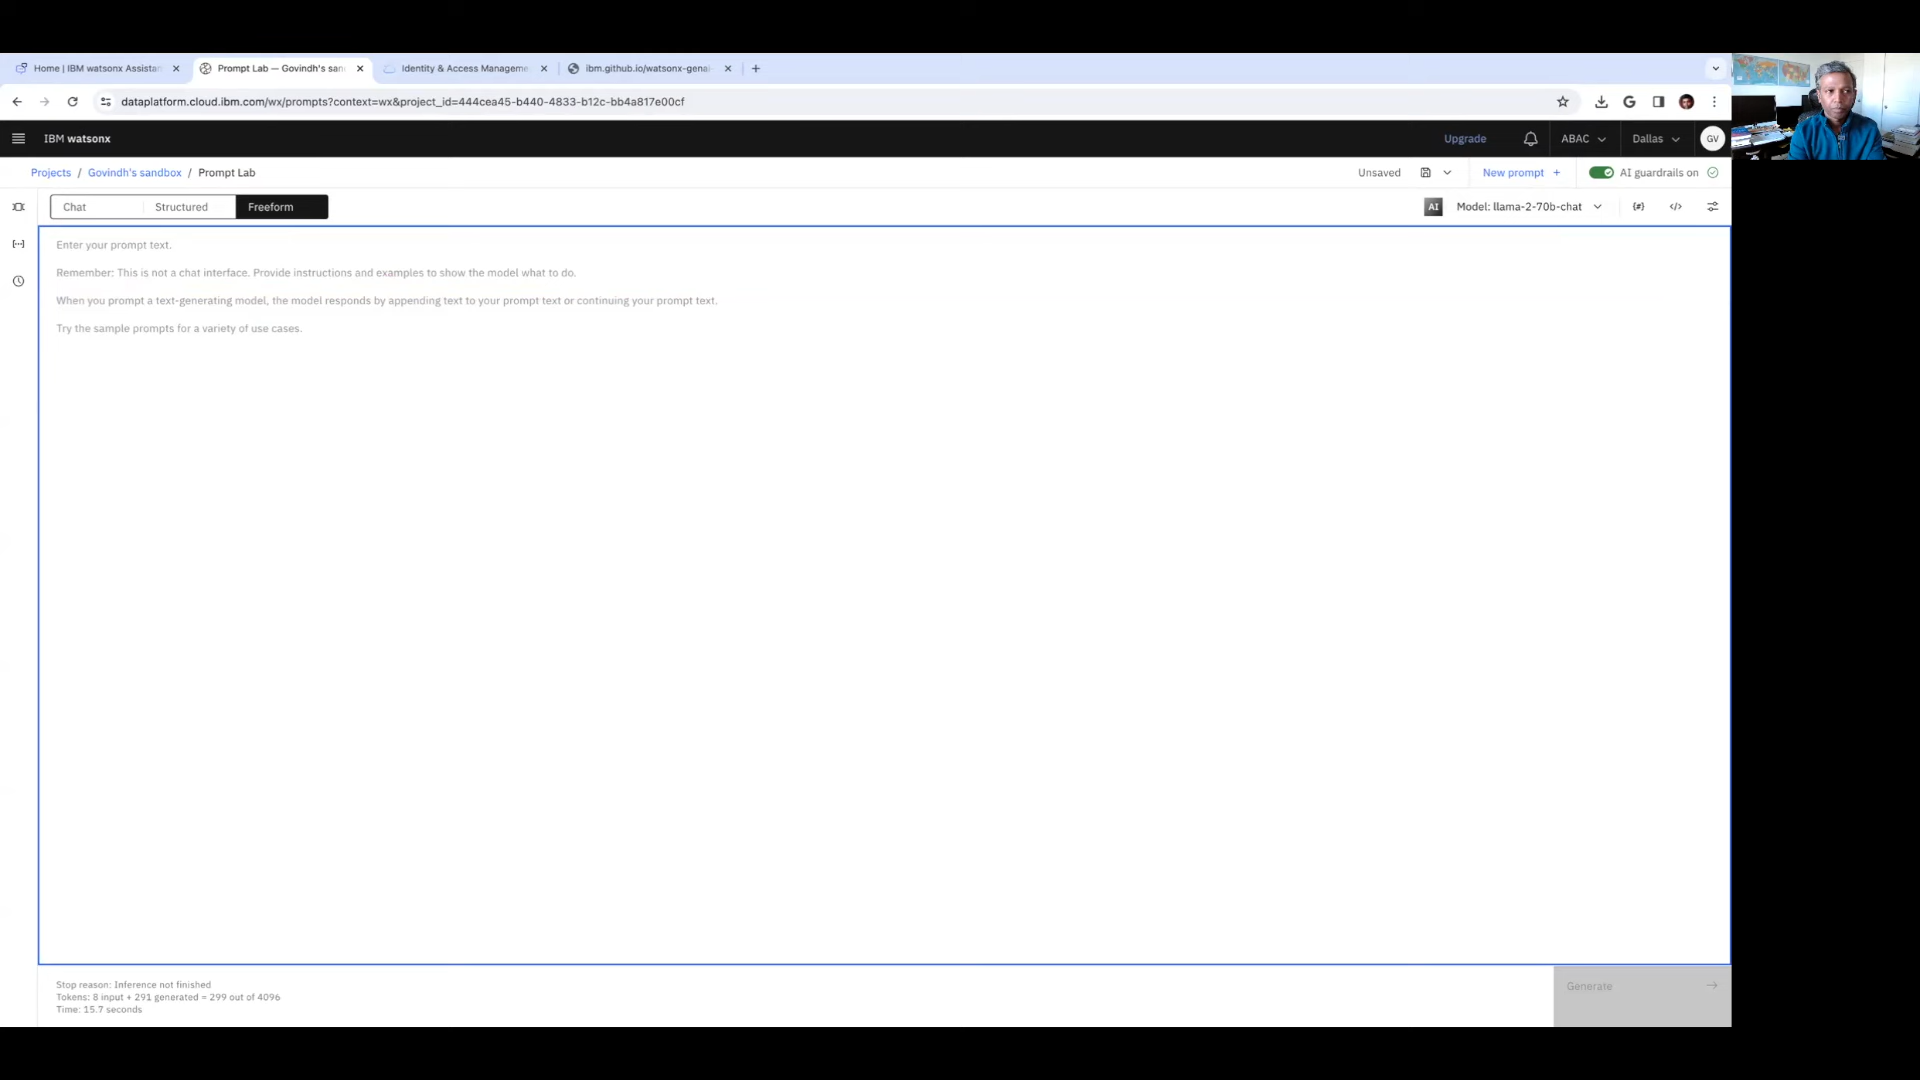 Home | IBM watsonx Assistan
Prompt Lab — Govindh's san
Identity & Access Manageme
ibm.github.io/watsonx-genai-
dataplatform.cloud.ibm.com/wx/prompts?context=wx&project_id=444cea45-b440-4833-b12c-bb4a817e00cf
IBM watsonx
Upgrade
ABAC
Dallas
GV
Projects / Govindh's sandbox / Prompt Lab
Unsaved
New prompt +
AI guardrails on
Chat
Structured
Freeform
AI
Model: llama-2-70b-chat
{#}
</>
Enter your prompt text.
Remember: This is not a chat interface. Provide instructions and examples to show the model what to do.
When you prompt a text-generating model, the model responds by appending text to your prompt text or continuing your prompt text.
Try the sample prompts for a variety of use cases.
Stop reason: Inference not finished
Tokens: 8 input + 291 generated = 299 out of 4096
Time: 15.7 seconds
Generate